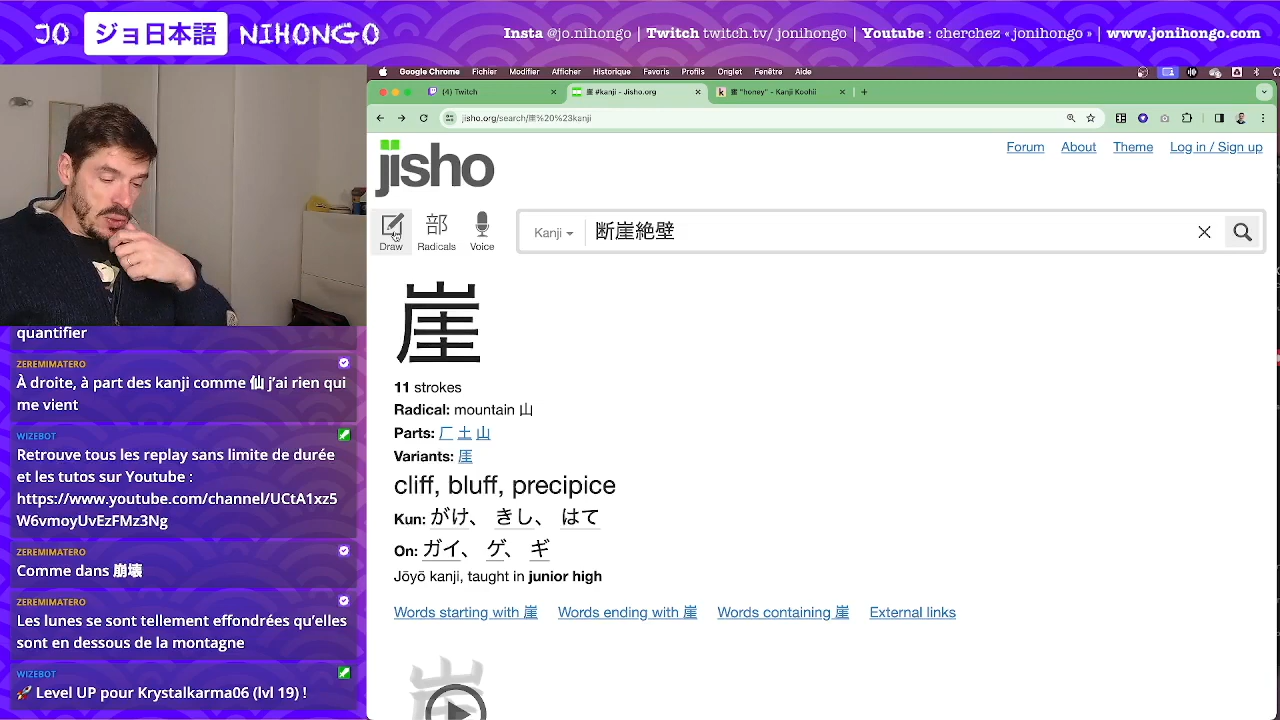 JO ジョ日本語 NIHONGO
Insta @jo.nihongo | Twitch twitch.tv/ jonihongo | Youtube : cherchez « jonihongo » | www.jonihongo.com
Google Chrome Fichier Modifier Afficher Historique Favoris Profils Onglet Fenêtre Aide
(4) Twitch
崖 #kanji - Jisho.org
崖 "honey" - Kanji Koohii
jisho.org/search/崖%20%23kanji
jisho
Forum About Theme Log in / Sign up
Draw
部 Radicals
Voice
Kanji 断崖絶壁
崖
11 strokes
Radical: mountain 山
Parts: 厂 土 山
Variants: 崕
cliff, bluff, precipice
Kun: がけ、 きし、 はて
On: ガイ、 ゲ、 ギ
Jōyō kanji, taught in junior high
Words starting with 崖 Words ending with 崖 Words containing 崖 External links
崖
quantifier
ZEREMIMATERO
À droite, à part des kanji comme 仙 j’ai rien qui
me vient
WIZEBOT
Retrouve tous les replay sans limite de durée
et les tutos sur Youtube :
https://www.youtube.com/channel/UCtA1xz5
W6vmoyUvEzFMz3Ng
ZEREMIMATERO
Comme dans 崩壊
ZEREMIMATERO
Les lunes se sont tellement effondrées qu’elles
sont en dessous de la montagne
WIZEBOT
🚀 Level UP pour Krystalkarma06 (lvl 19) !